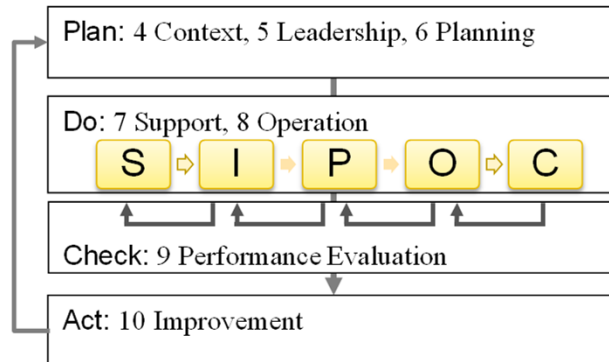 Plan: 4 Context, 5 Leadership, 6 Planning
Do: 7 Support, 8 Operation
S I P O C
Check: 9 Performance Evaluation
Act: 10 Improvement